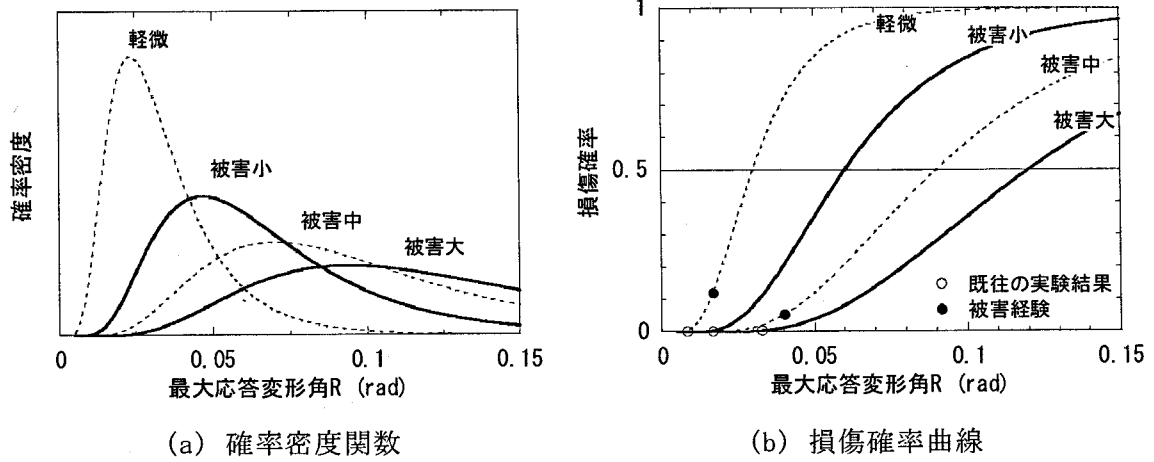 確率密度
軽微
被害小
被害中
被害大
0
0.05
0.1
0.15
最大応答変形角R (rad)
(a) 確率密度関数
損傷確率
1
0.5
0
軽微
被害小
被害中
被害大
○ 既往の実験結果
● 被害経験
0
0.05
0.1
0.15
最大応答変形角R (rad)
(b) 損傷確率曲線